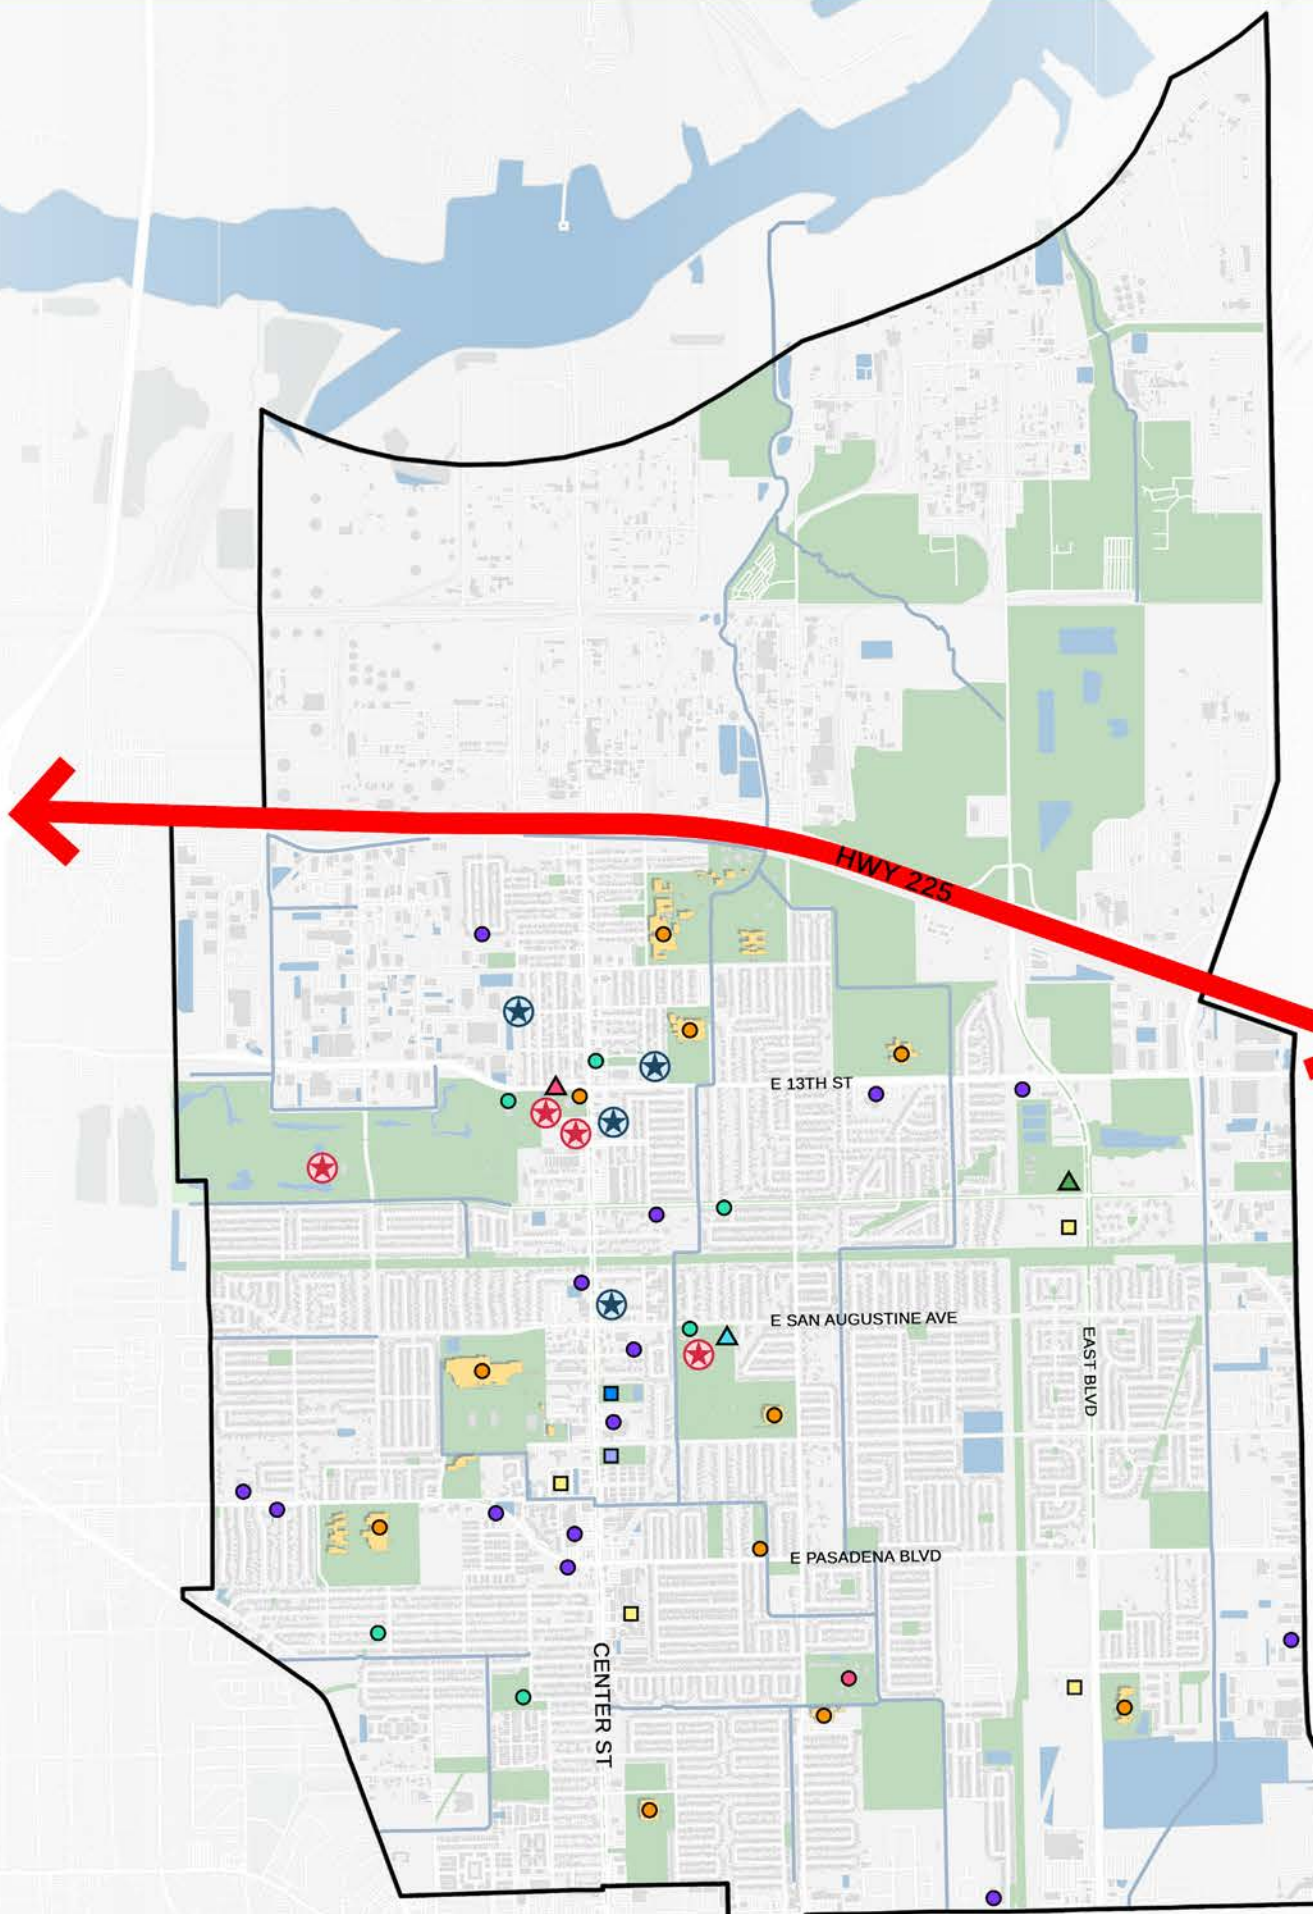 HWY 225
E 13TH ST
E SAN AUGUSTINE AVE
EAST BLVD
E PASADENA BLVD
CENTER ST